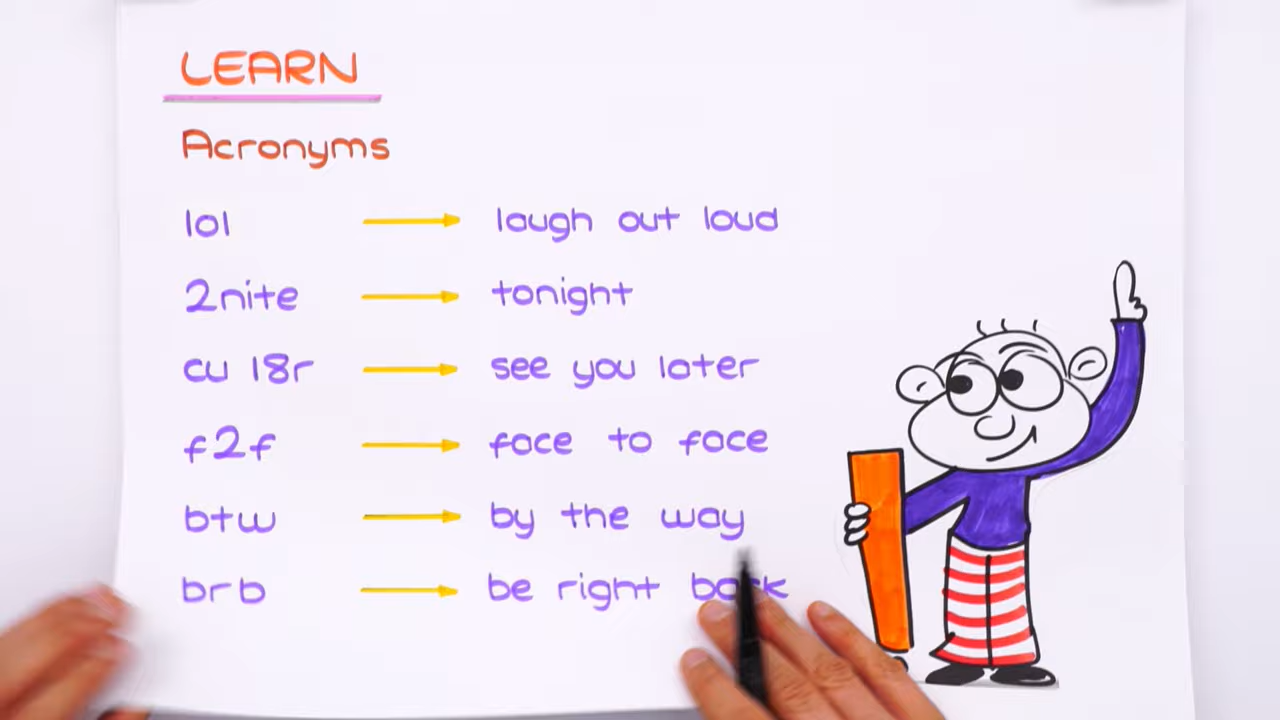 LEARN
Acronyms
lol → laugh out loud
2nite → tonight
cu l8r → see you later
f2f → face to face
btw → by the way
brb → be right back